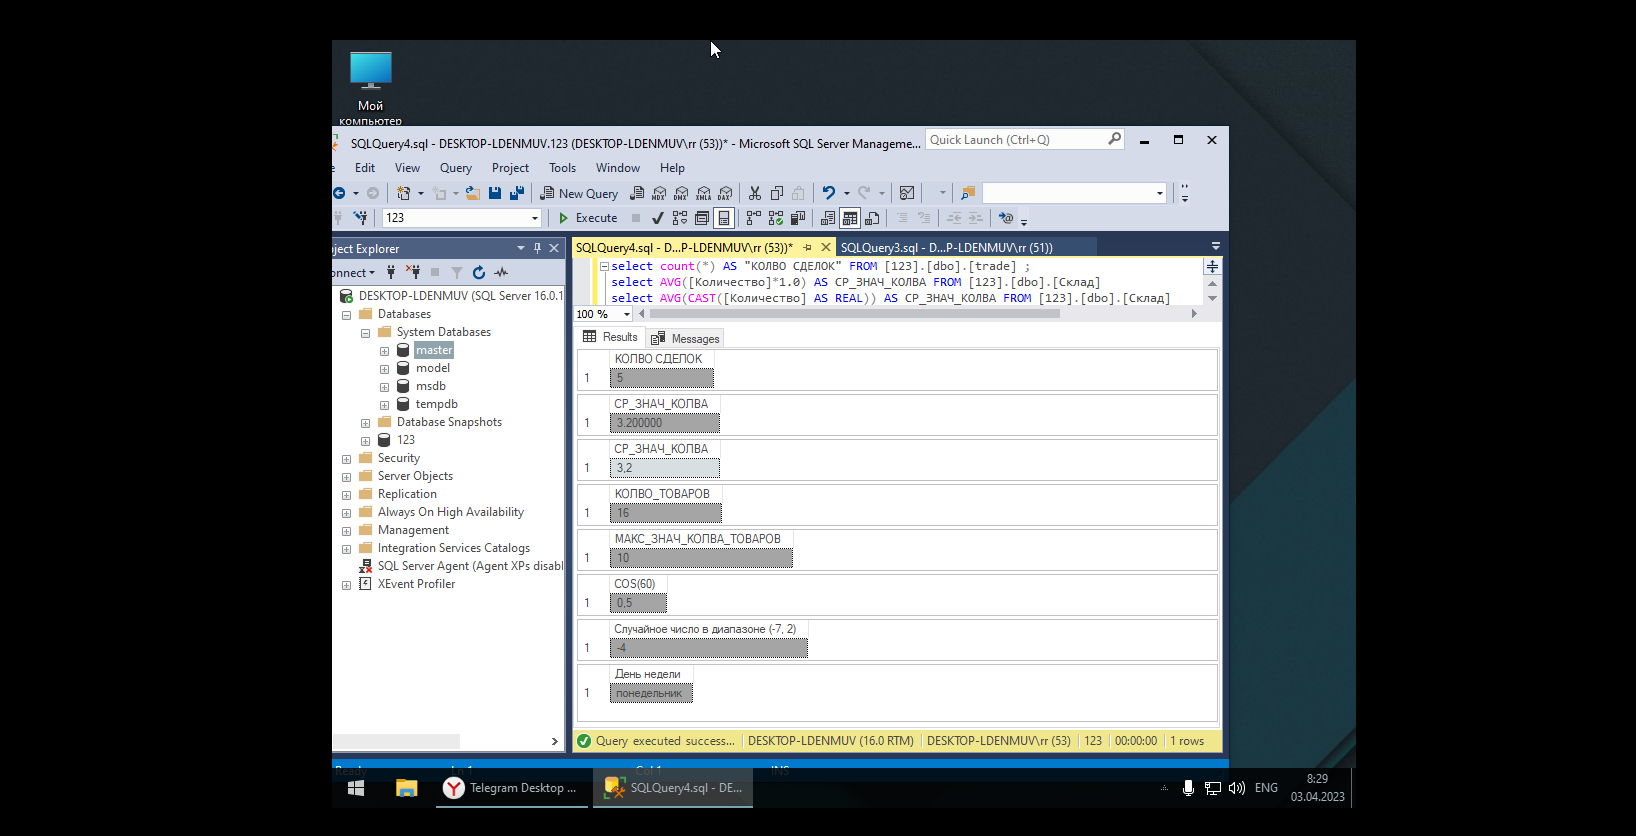 Мой
компьютер
SQLQuery4.sql - DESKTOP-LDENMUV.123 (DESKTOP-LDENMUV\rr (53))* - Microsoft SQL Server Manageme...
Quick Launch (Ctrl+Q)
Edit View Query Project Tools Window Help
New Query
MDX DMX XMLA DAX
123
Execute
ject Explorer
SQLQuery4.sql - D...P-LDENMUV\rr (53))*
SQLQuery3.sql - D...P-LDENMUV\rr (51))
onnect
select count(*) AS "КОЛВО СДЕЛОК" FROM [123].[dbo].[trade] ;
select AVG([Количество]*1.0) AS СР_ЗНАЧ_КОЛВА FROM [123].[dbo].[Склад]
select AVG(CAST([Количество] AS REAL)) AS СР_ЗНАЧ_КОЛВА FROM [123].[dbo].[Склад]
100 %
DESKTOP-LDENMUV (SQL Server 16.0.1
Databases
System Databases
master
model
msdb
tempdb
Database Snapshots
123
Security
Server Objects
Replication
Always On High Availability
Management
Integration Services Catalogs
SQL Server Agent (Agent XPs disabl
XEvent Profiler
Results Messages
КОЛВО СДЕЛОК
1 5
СР_ЗНАЧ_КОЛВА
1 3.200000
СР_ЗНАЧ_КОЛВА
1 3,2
КОЛВО_ТОВАРОВ
1 16
МАКС_ЗНАЧ_КОЛВА_ТОВАРОВ
1 10
COS(60)
1 0,5
Случайное число в диапазоне (-7, 2)
1 -4
День недели
1 понедельник
Query executed success... DESKTOP-LDENMUV (16.0 RTM) DESKTOP-LDENMUV\rr (53) 123 00:00:00 1 rows
Ready Ln 1 Col 1 INS
Telegram Desktop ...
SQLQuery4.sql - DE...
ENG
8:29
03.04.2023